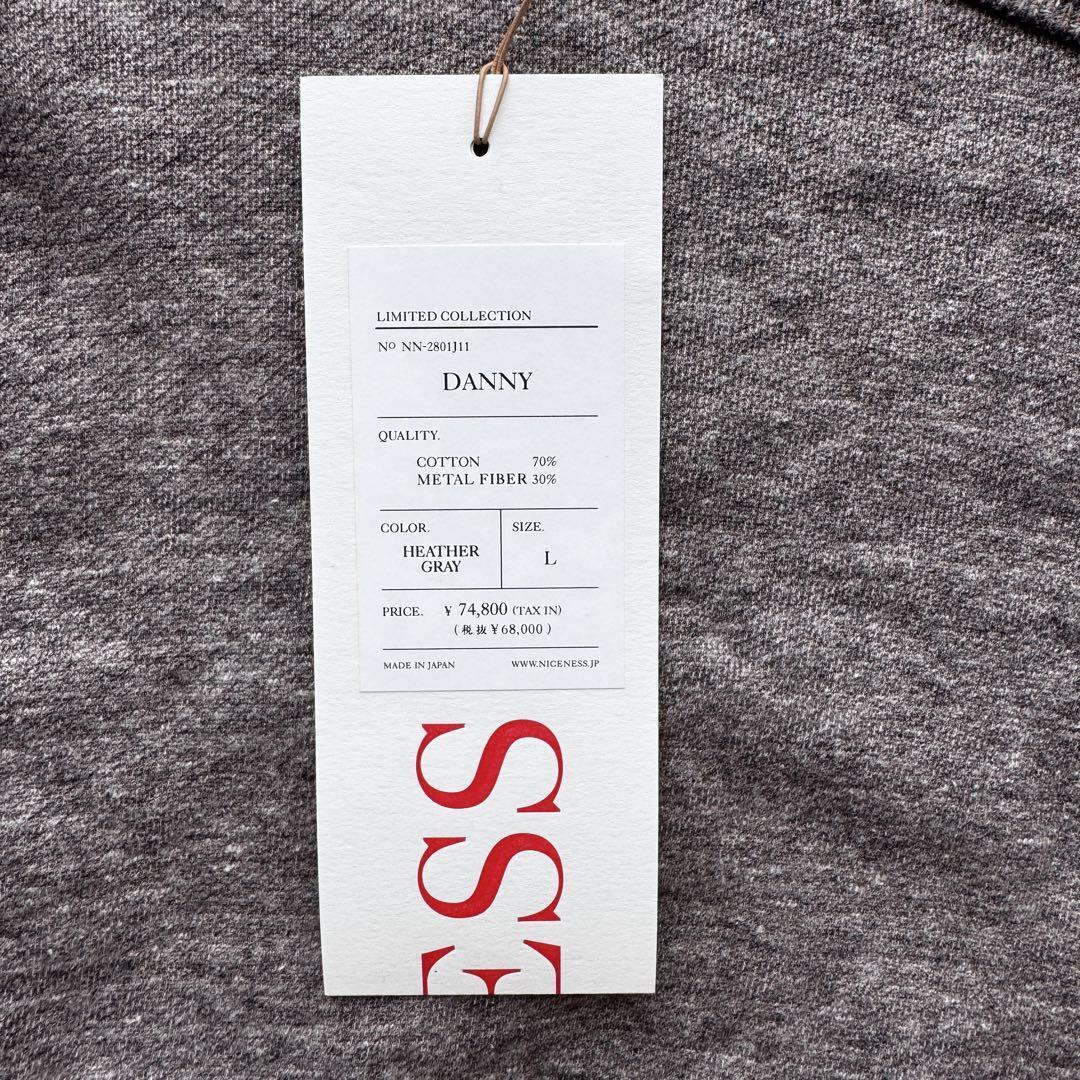 LIMITED COLLECTION
Nº NN-2801J11
DANNY
QUALITY.
COTTON 70%
METAL FIBER 30%
COLOR.
HEATHER
GRAY
SIZE.
L
PRICE. ¥ 74,800 (TAX IN)
(税抜¥68,000)
MADE IN JAPAN WWW.NICENESS.JP
ESS